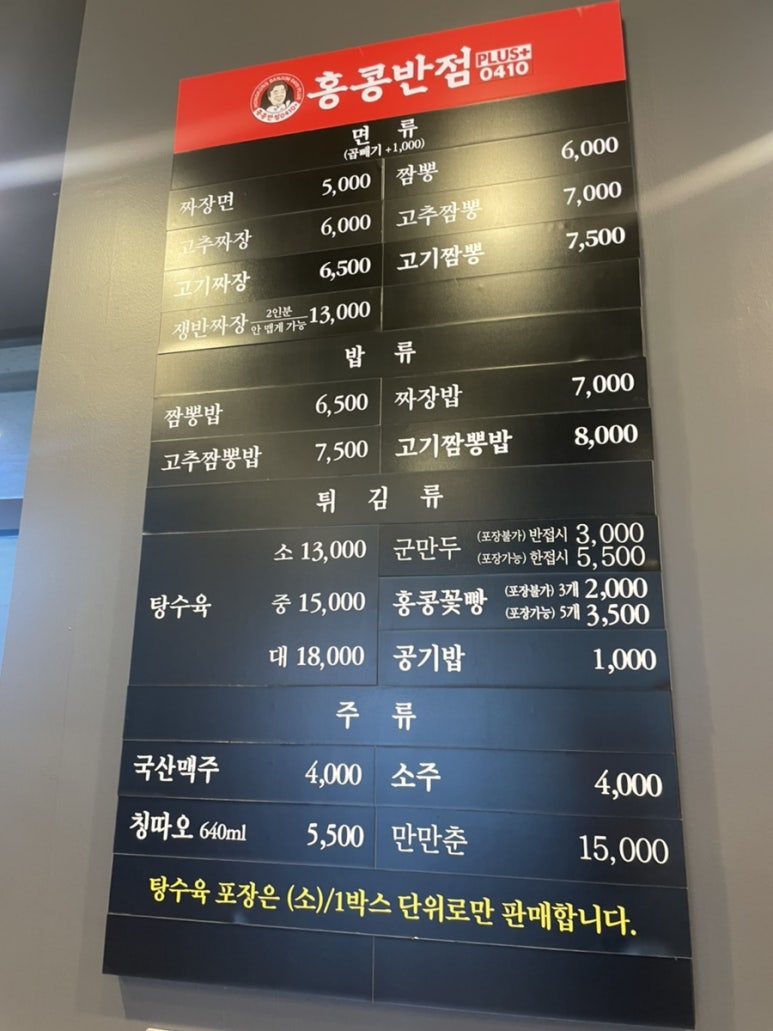 홍콩반점 PLUS+ 0410
홍콩반점0410
면 류
(곱빼기 +1,000)
짜장면 5,000
짬뽕 6,000
고추짜장 6,000
고추짬뽕 7,000
고기짜장 6,500
고기짬뽕 7,500
쟁반짜장 2인분 안 맵게 가능 13,000
밥 류
짬뽕밥 6,500
짜장밥 7,000
고추짬뽕밥 7,500
고기짬뽕밥 8,000
튀 김 류
탕수육
소 13,000
중 15,000
대 18,000
군만두
(포장불가) 반접시 3,000
(포장가능) 한접시 5,500
홍콩꽃빵
(포장불가) 3개 2,000
(포장가능) 5개 3,500
공기밥 1,000
주 류
국산맥주 4,000
소주 4,000
칭따오 640ml 5,500
만만춘 15,000
탕수육 포장은 (소)/1박스 단위로만 판매합니다.